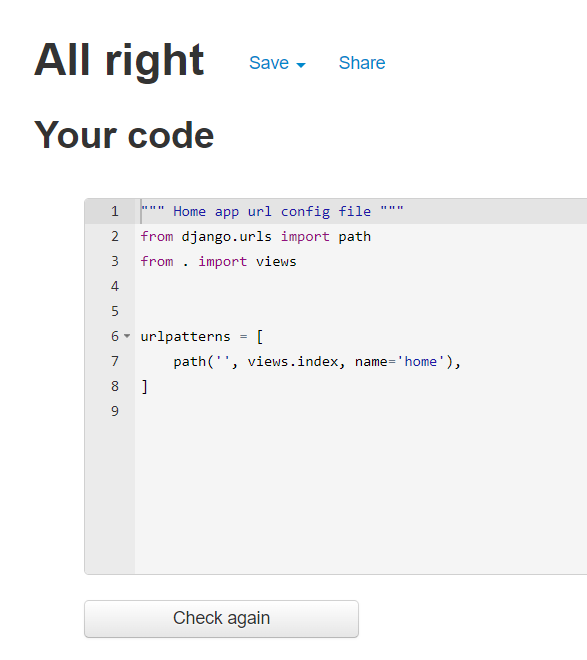 All right Save Share
Your code
1 """ Home app url config file """
2 from django.urls import path
3 from . import views
4
5
6 urlpatterns = [
7     path('', views.index, name='home'),
8 ]
9
Check again